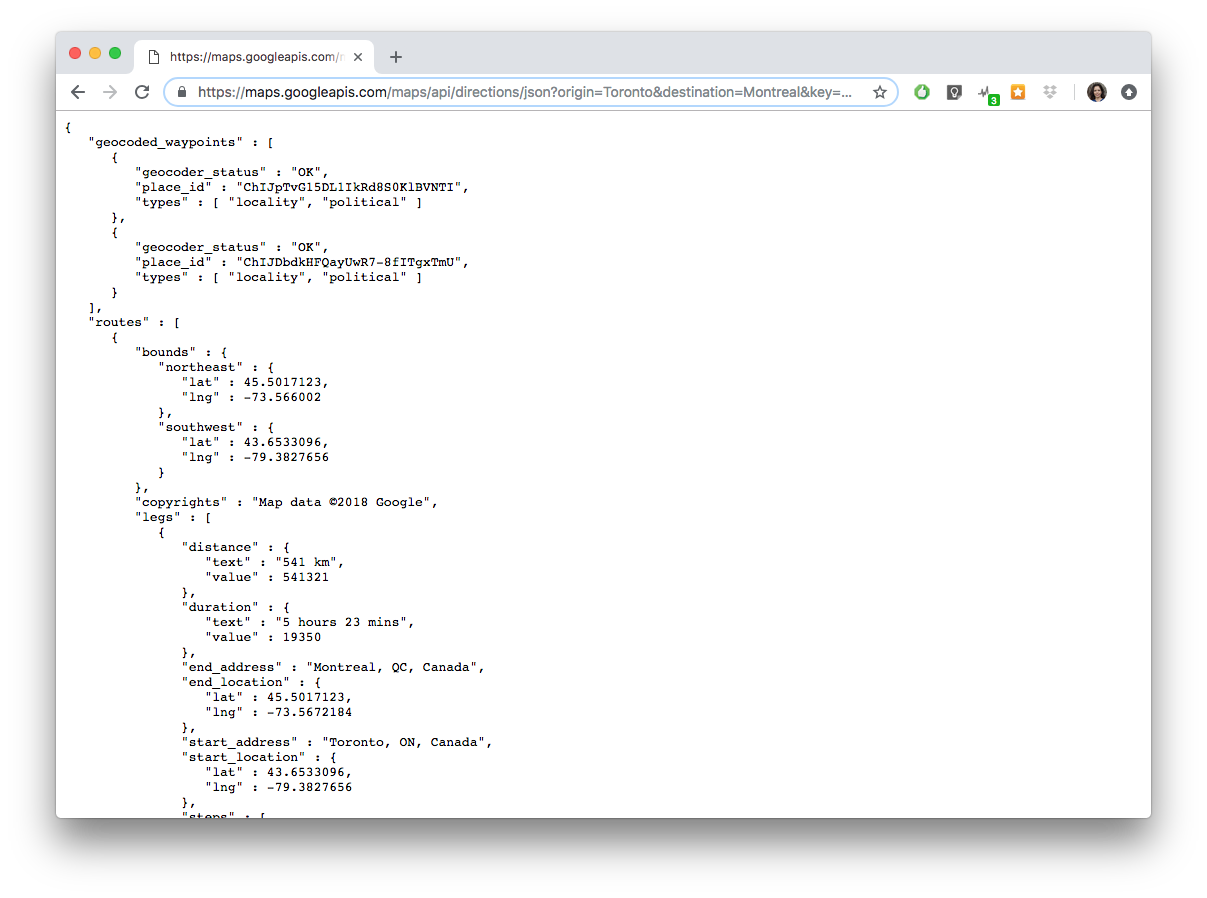 https://maps.googleapis.com/
https://maps.googleapis.com/maps/api/directions/json?origin=Toronto&destination=Montreal&key=...
3
{
   "geocoded_waypoints" : [
      {
         "geocoder_status" : "OK",
         "place_id" : "ChIJpTvG15DL1IkRd8S0KlBVNTI",
         "types" : [ "locality", "political" ]
      },
      {
         "geocoder_status" : "OK",
         "place_id" : "ChIJDbdkHFQayUwR7-8fITgxTmU",
         "types" : [ "locality", "political" ]
      }
   ],
   "routes" : [
      {
         "bounds" : {
            "northeast" : {
               "lat" : 45.5017123,
               "lng" : -73.566002
            },
            "southwest" : {
               "lat" : 43.6533096,
               "lng" : -79.3827656
            }
         },
         "copyrights" : "Map data ©2018 Google",
         "legs" : [
            {
               "distance" : {
                  "text" : "541 km",
                  "value" : 541321
               },
               "duration" : {
                  "text" : "5 hours 23 mins",
                  "value" : 19350
               },
               "end_address" : "Montreal, QC, Canada",
               "end_location" : {
                  "lat" : 45.5017123,
                  "lng" : -73.5672184
               },
               "start_address" : "Toronto, ON, Canada",
               "start_location" : {
                  "lat" : 43.6533096,
                  "lng" : -79.3827656
               },
               "steps" : [